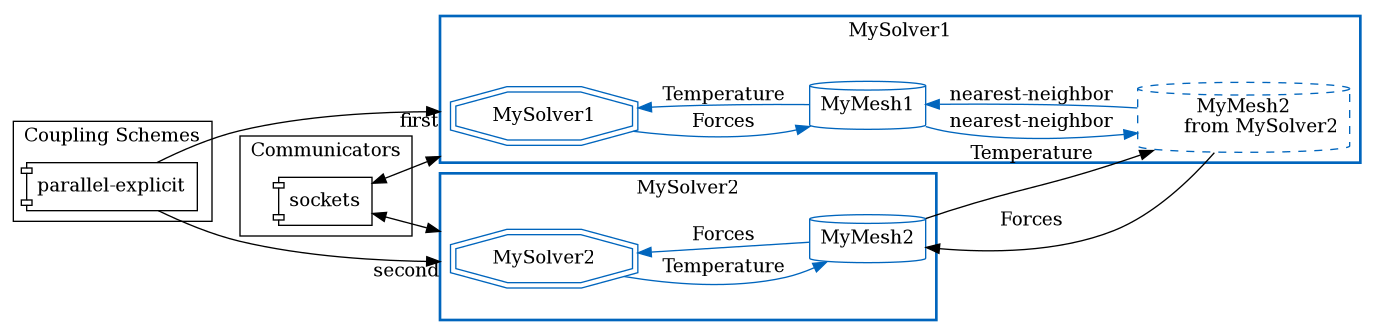 MySolver1
Temperature
MyMesh1
nearest-neighbor
MyMesh2
from MySolver2
MySolver1
Forces
nearest-neighbor
first
Coupling Schemes
Communicators
Temperature
parallel-explicit
sockets
MySolver2
Forces
MyMesh2
Forces
MySolver2
Temperature
second